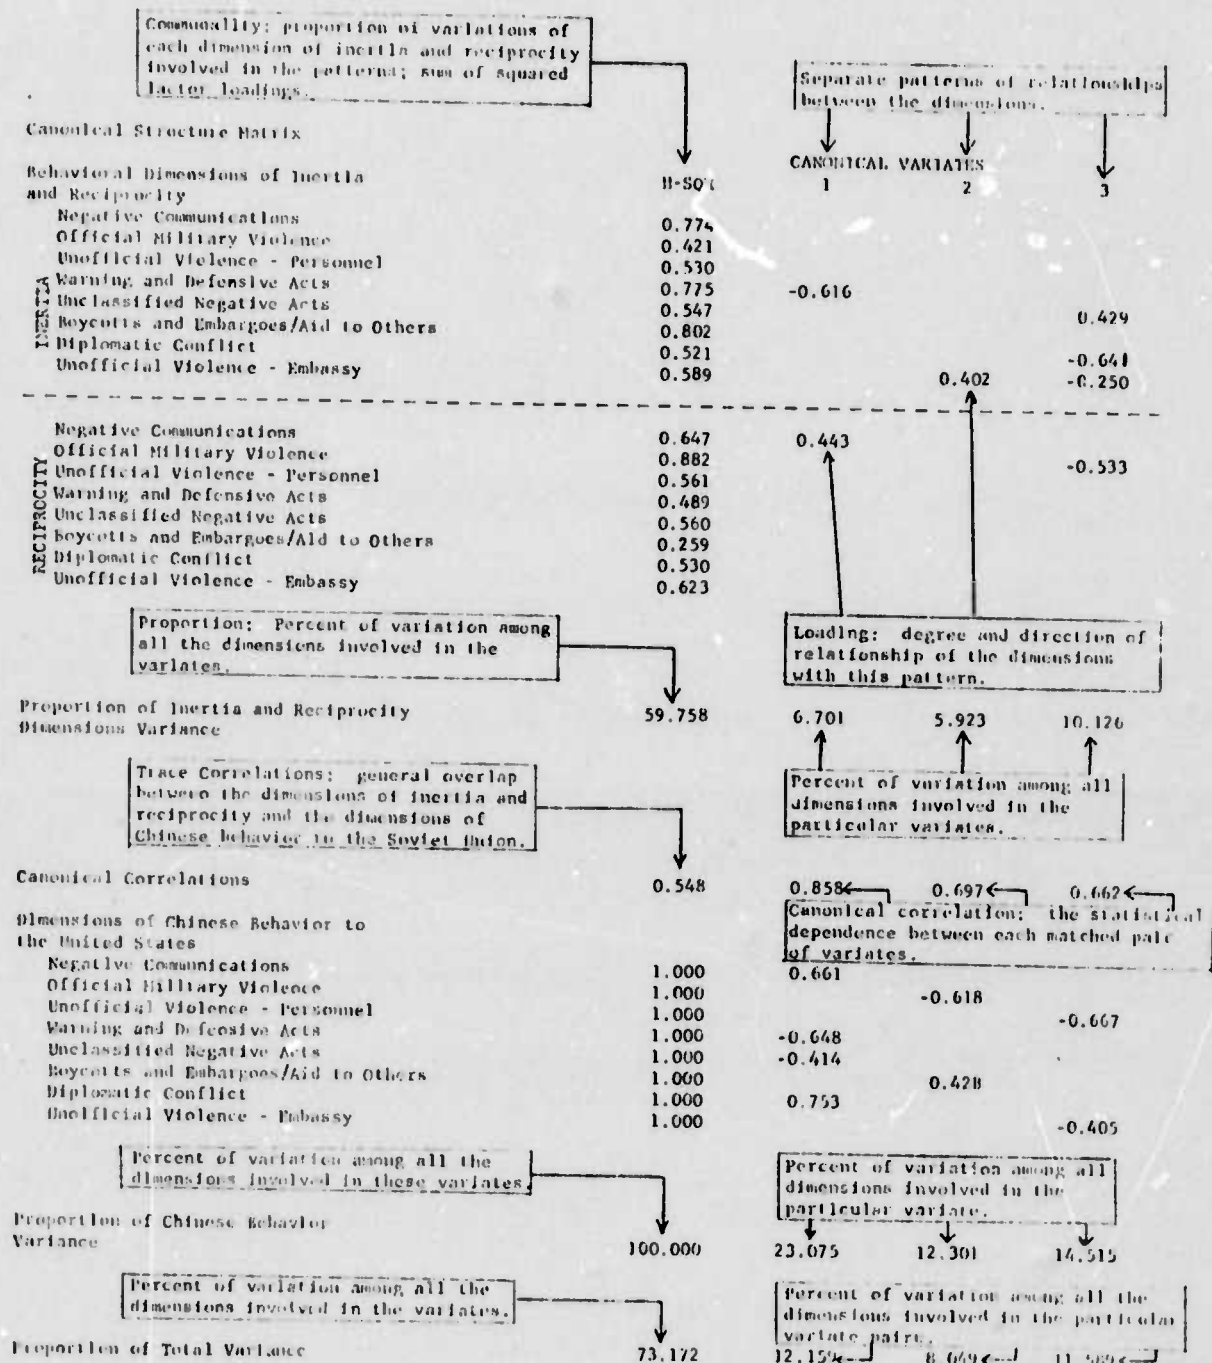 Communality: proportion of variations of
each dimension of inertia and reciprocity
involved in the patterns; sum of squared
factor loadings.
Separate patterns of relationships
between the dimensions.
Canonical Structure Matrix
CANONICAL VARIATES
Behavioral Dimensions of Inertia H-SQ'S 1 2 3
and Reciprocity
INERTIA
Negative Communications 0.774
Official Military Violence 0.421
Unofficial Violence - Personnel 0.530
Warning and Defensive Acts 0.775 -0.616
Unclassified Negative Acts 0.547 0.429
Boycotts and Embargoes/Aid to Others 0.802
Diplomatic Conflict 0.521 -0.641
Unofficial Violence - Embassy 0.589 0.402 -0.250
RECIPROCITY
Negative Communications 0.647 0.443
Official Military Violence 0.882 -0.533
Unofficial Violence - Personnel 0.561
Warning and Defensive Acts 0.489
Unclassified Negative Acts 0.560
Boycotts and Embargoes/Aid to Others 0.259
Diplomatic Conflict 0.530
Unofficial Violence - Embassy 0.623
Proportion: Percent of variation among
all the dimensions involved in the
variates.
Loading: degree and direction of
relationship of the dimensions
with this pattern.
Proportion of Inertia and Reciprocity 59.758 6.701 5.923 10.126
Dimensions Variance
Trace Correlations: general overlap
between the dimensions of inertia and
reciprocity and the dimensions of
Chinese behavior to the Soviet Union.
Percent of variation among all
dimensions involved in the
particular variates.
Canonical Correlations 0.548 0.858 0.697 0.662
Canonical correlation: the statistical
dependence between each matched pair
of variates.
Dimensions of Chinese Behavior to
the United States
Negative Communications 1.000 0.661
Official Military Violence 1.000 -0.618
Unofficial Violence - Personnel 1.000 -0.667
Warning and Defensive Acts 1.000 -0.648
Unclassified Negative Acts 1.000 -0.414
Boycotts and Embargoes/Aid to Others 1.000 0.428
Diplomatic Conflict 1.000 0.753
Unofficial Violence - Embassy 1.000 -0.405
Percent of variation among all the
dimensions involved in these variates.
Percent of variation among all
dimensions involved in the
particular variate.
Proportion of Chinese Behavior
Variance 100.000 23.075 12.301 14.515
Percent of variation among all the
dimensions involved in the variates.
Percent of variation among all the
dimensions involved in the particular
variate pairs.
Proportion of Total Variance 73.172 12.159 8.049